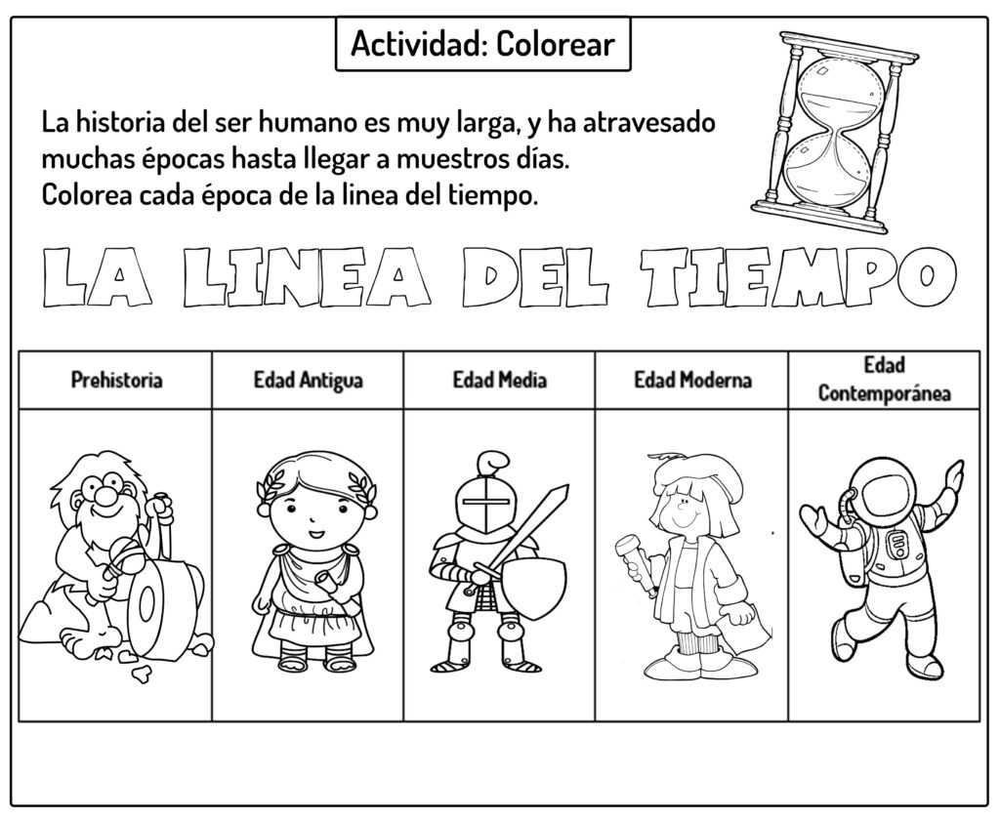 Actividad: Colorear
La historia del ser humano es muy larga, y ha atravesado
muchas épocas hasta llegar a muestros días.
Colorea cada época de la linea del tiempo.
LA LINEA DEL TIEMPO
Prehistoria
Edad Antigua
Edad Media
Edad Moderna
Edad
Contemporánea